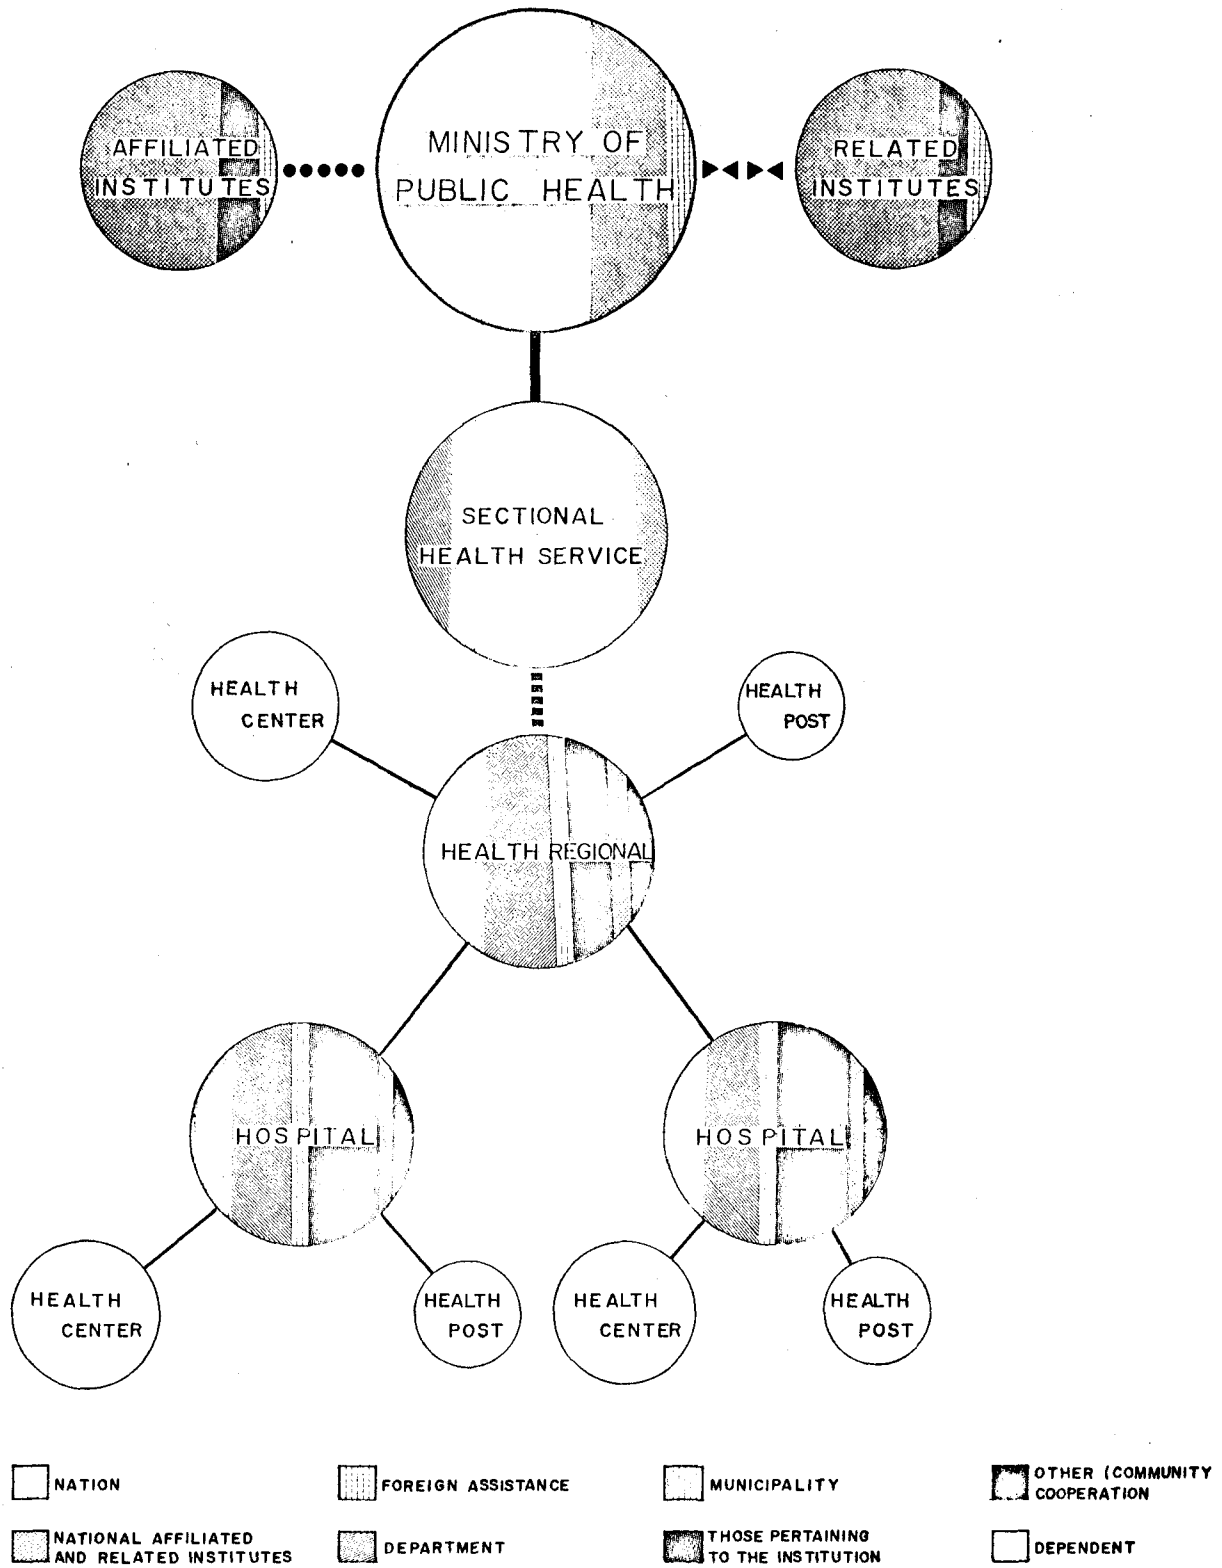 MINISTRY OF
PUBLIC HEALTH
AFFILIATED
INSTITUTES
RELATED
INSTITUTES
SECTIONAL
HEALTH SERVICE
HEALTH
CENTER
HEALTH
POST
HEALTH REGIONAL
HOSPITAL
HOSPITAL
HEALTH
CENTER
HEALTH
POST
HEALTH
CENTER
HEALTH
POST
NATION
FOREIGN ASSISTANCE
MUNICIPALITY
OTHER (COMMUNITY
COOPERATION
NATIONAL AFFILIATED
AND RELATED INSTITUTES
DEPARTMENT
THOSE PERTAINING
TO THE INSTITUTION
DEPENDENT